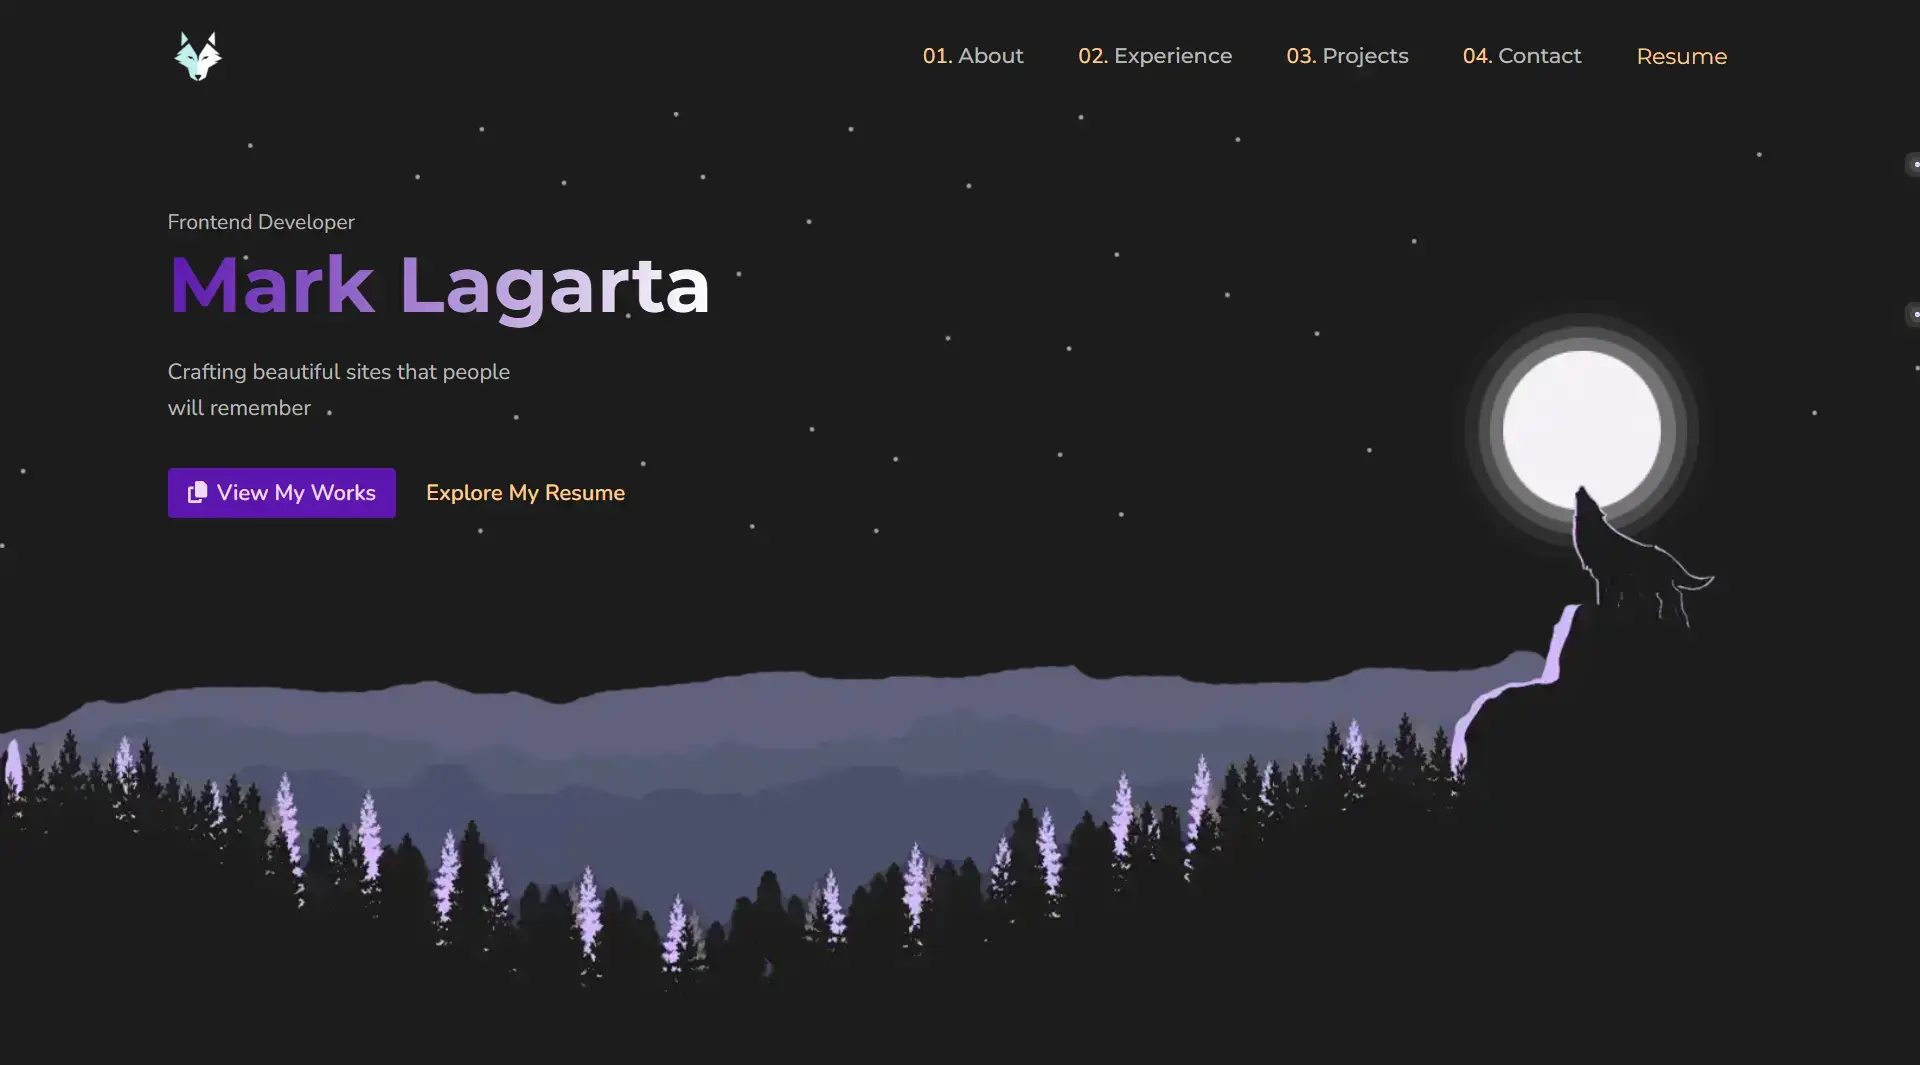 01. About 02. Experience 03. Projects 04. Contact Resume
Frontend Developer
Mark Lagarta
Crafting beautiful sites that people
will remember
View My Works Explore My Resume